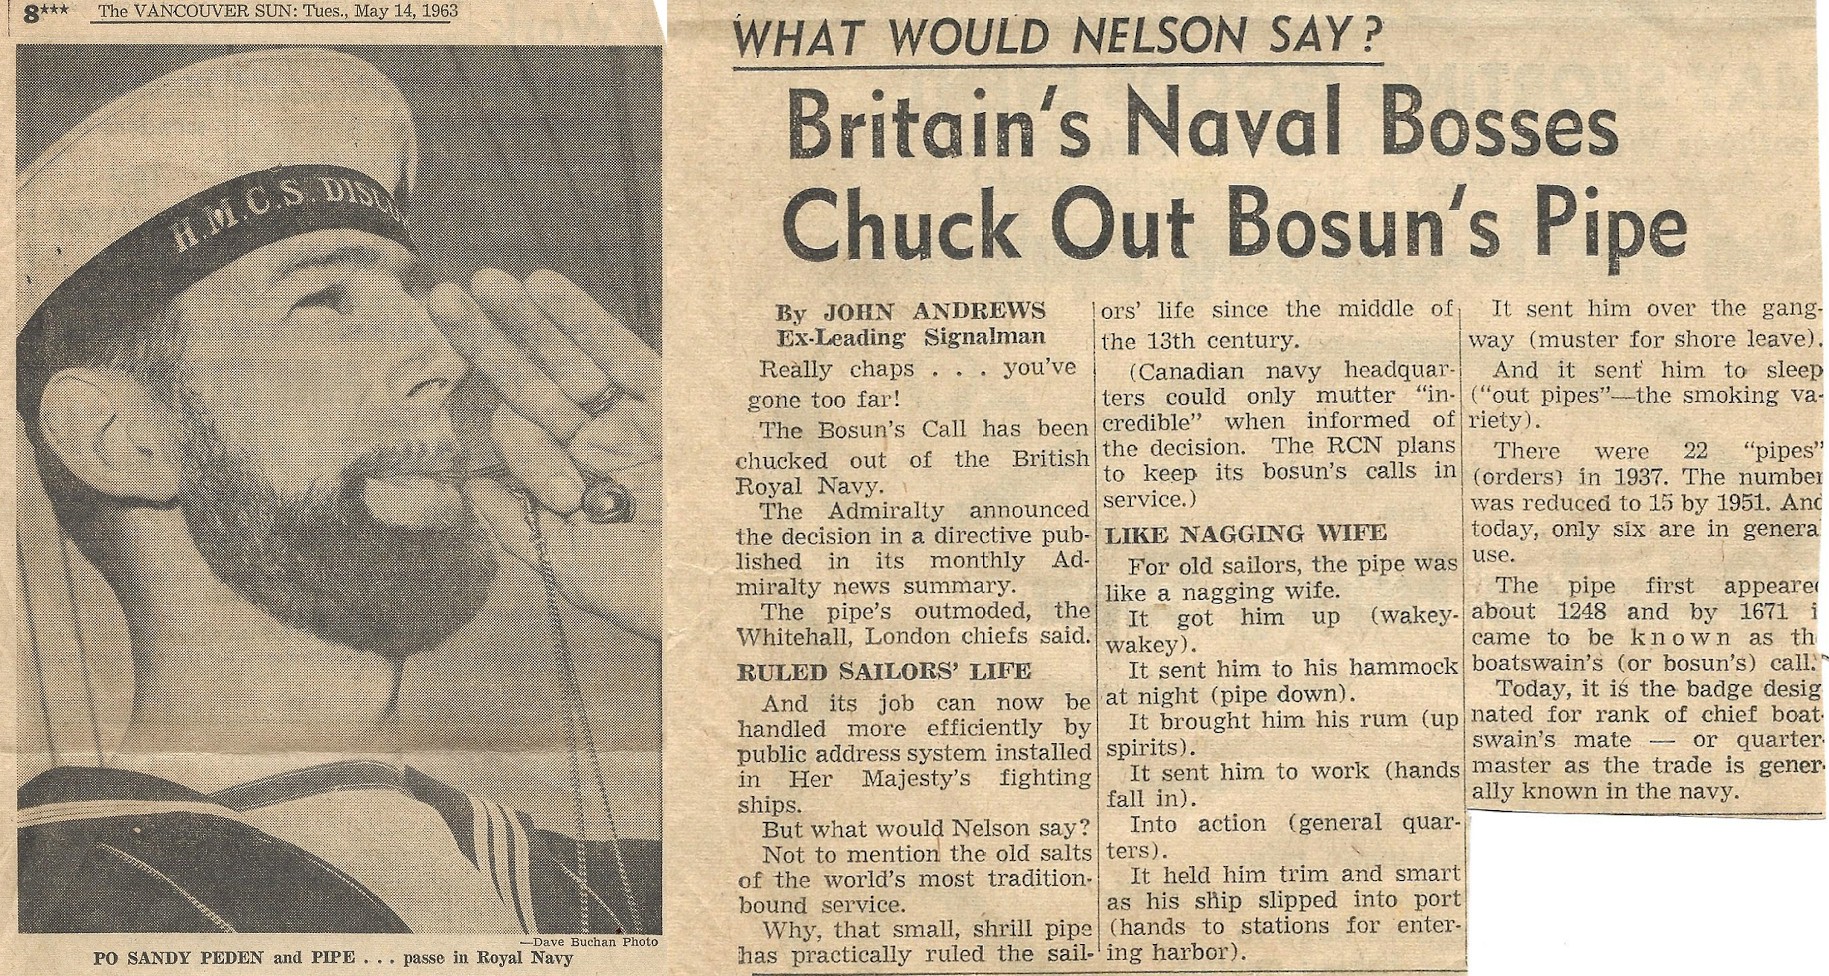 8*** The VANCOUVER SUN: Tues., May 14, 1963
H.M.C.S. DISCO
—Dave Buchan Photo
PO SANDY PEDEN and PIPE . . . passe in Royal Navy
WHAT WOULD NELSON SAY?
Britain's Naval Bosses
Chuck Out Bosun's Pipe
By JOHN ANDREWS
Ex-Leading Signalman
Really chaps . . . you've
gone too far!
The Bosun's Call has been
chucked out of the British
Royal Navy.
The Admiralty announced
the decision in a directive pub-
lished in its monthly Ad-
miralty news summary.
The pipe's outmoded, the
Whitehall, London chiefs said.
RULED SAILORS' LIFE
And its job can now be
handled more efficiently by
public address system installed
in Her Majesty's fighting
ships.
But what would Nelson say?
Not to mention the old salts
of the world's most tradition-
bound service.
Why, that small, shrill pipe
has practically ruled the sail-
ors' life since the middle of
the 13th century.
(Canadian navy headquar-
ters could only mutter "in-
credible" when informed of
the decision. The RCN plans
to keep its bosun's calls in
service.)
LIKE NAGGING WIFE
For old sailors, the pipe was
like a nagging wife.
It got him up (wakey-
wakey).
It sent him to his hammock
at night (pipe down).
It brought him his rum (up
spirits).
It sent him to work (hands
fall in).
Into action (general quar-
ters).
It held him trim and smart
as his ship slipped into port
(hands to stations for enter-
ing harbor).
It sent him over the gang-
way (muster for shore leave).
And it sent him to sleep
("out pipes"—the smoking va-
riety).
There were 22 "pipes"
(orders) in 1937. The number
was reduced to 15 by 1951. And
today, only six are in genera
use.
The pipe first appeared
about 1248 and by 1671 i
came to be known as th
boatswain's (or bosun's) call.
Today, it is the badge desig
nated for rank of chief boat-
swain's mate — or quarter-
master as the trade is gener-
ally known in the navy.